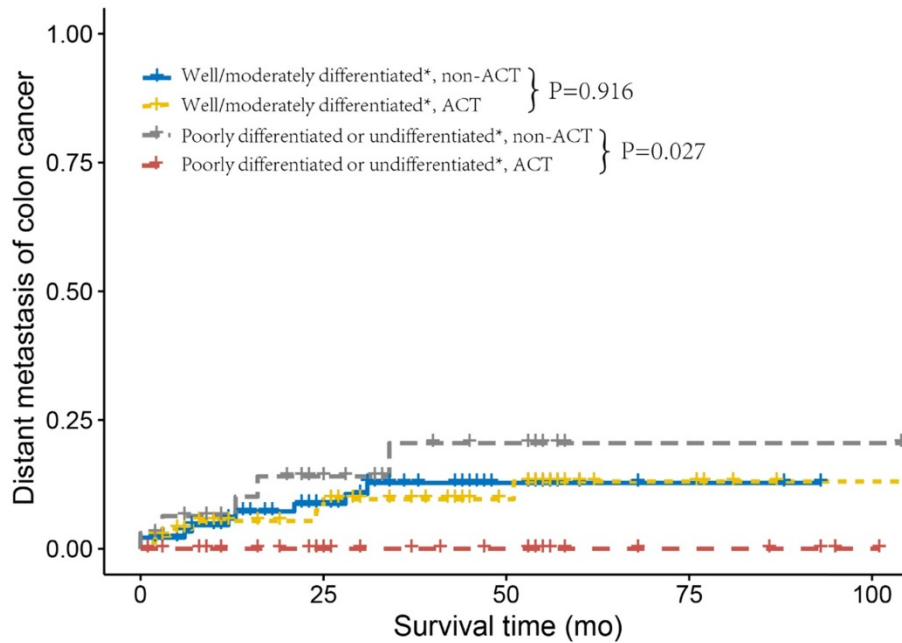 1.00
Well/moderately differentiated*, non-ACT
Well/moderately differentiated*, ACT
P=0.916
Poorly differentiated or undifferentiated*, non-ACT
Poorly differentiated or undifferentiated*, ACT
P=0.027
0.75
0.50
0.25
0.00
Distant metastasis of colon cancer
0 25 50 75 100
Survival time (mo)